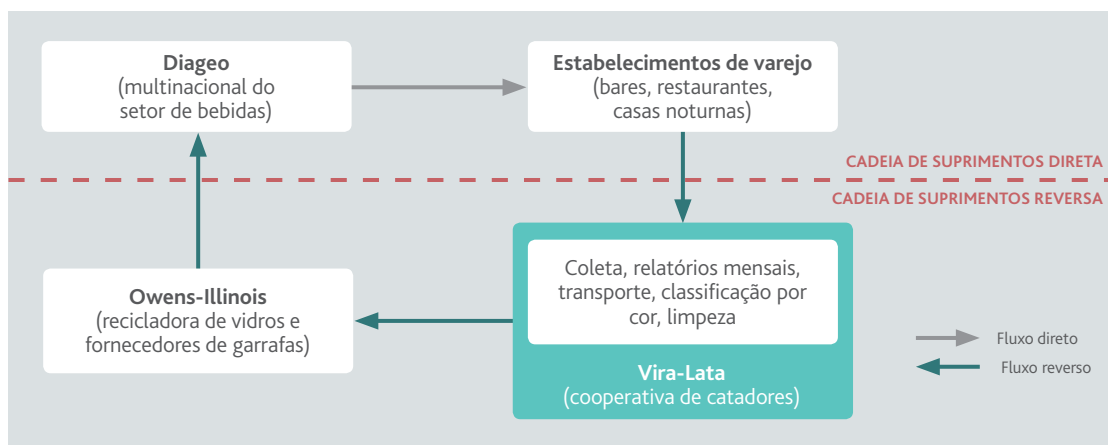 Diageo
(multinacional do
setor de bebidas)
Estabelecimentos de varejo
(bares, restaurantes,
casas noturnas)
CADEIA DE SUPRIMENTOS DIRETA
CADEIA DE SUPRIMENTOS REVERSA
Owens-Illinois
(recicladora de vidros e
fornecedores de garrafas)
Coleta, relatórios mensais,
transporte, classificação por
cor, limpeza
Vira-Lata
(cooperativa de catadores)
Fluxo direto
Fluxo reverso